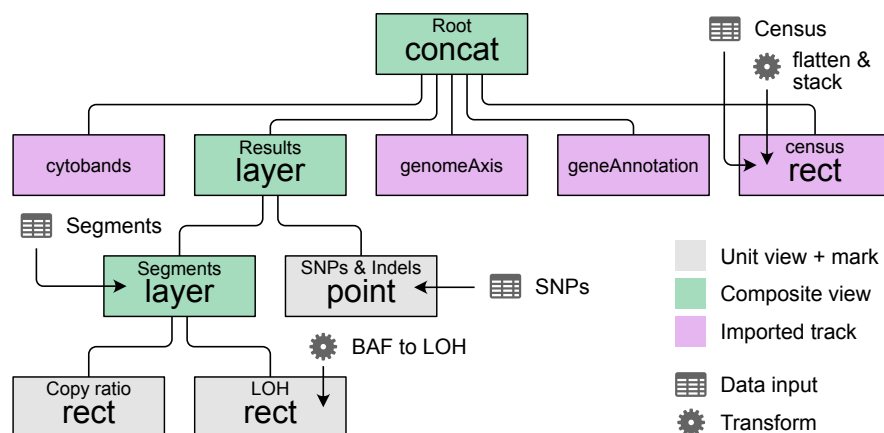 Root
concat
Census
flatten &
stack
cytobands
Results
layer
genomeAxis
geneAnnotation
census
rect
Segments
Segments
layer
SNPs & Indels
point
SNPs
Unit view + mark
Composite view
Imported track
BAF to LOH
Copy ratio
rect
LOH
rect
Data input
Transform